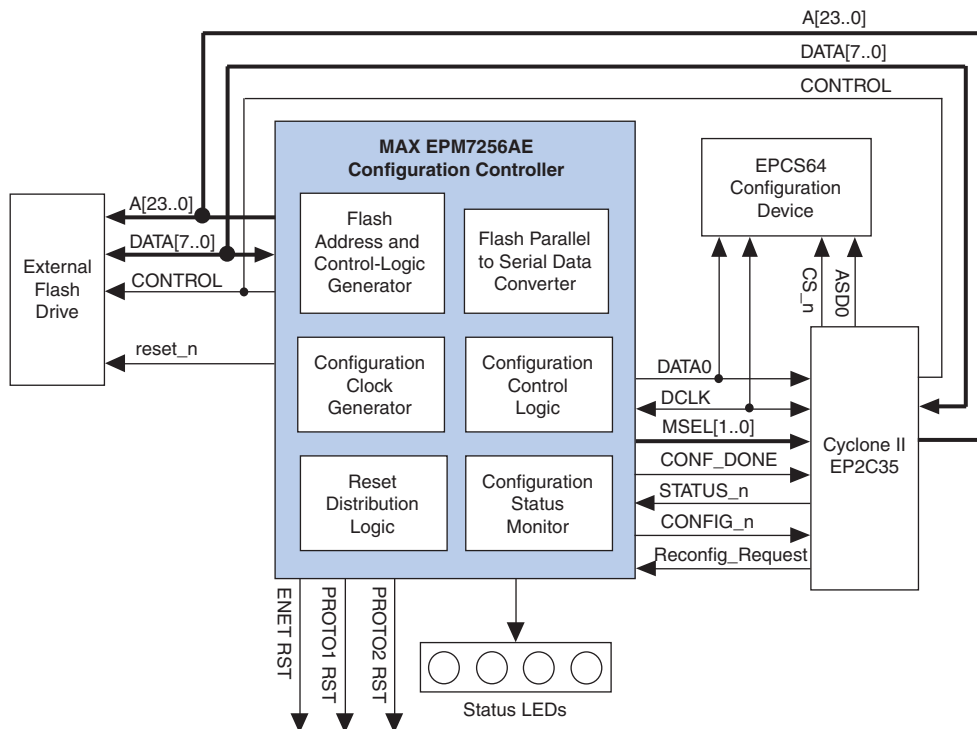 A[23..0]
DATA[7..0]
CONTROL
MAX EPM7256AE
Configuration Controller
EPCS64
Configuration
Device
A[23..0]
DATA[7..0]
CONTROL
reset_n
External
Flash
Drive
Flash
Address and
Control-Logic
Generator
Flash Parallel
to Serial Data
Converter
Configuration
Clock
Generator
Configuration
Control
Logic
Reset
Distribution
Logic
Configuration
Status
Monitor
CS_n
ASD0
DATA0
DCLK
MSEL[1..0]
CONF_DONE
STATUS_n
CONFIG_n
Reconfig_Request
Cyclone II
EP2C35
ENET RST
PROTO1 RST
PROTO2 RST
Status LEDs